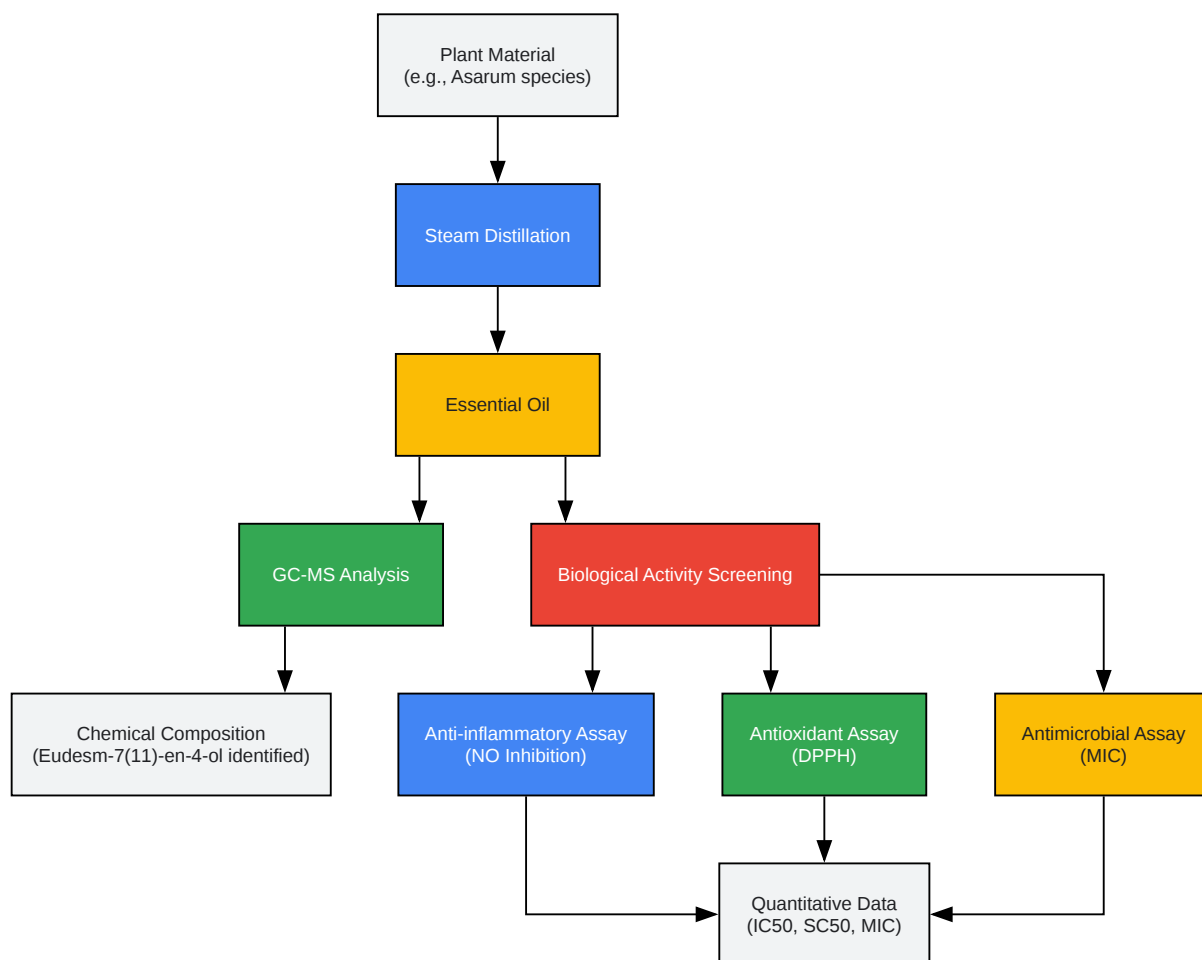 Plant Material
(e.g., Asarum species)
Steam Distillation
Essential Oil
GC-MS Analysis
Biological Activity Screening
Chemical Composition
(Eudesm-7(11)-en-4-ol identified)
Anti-inflammatory Assay
(NO Inhibition)
Antioxidant Assay
(DPPH)
Antimicrobial Assay
(MIC)
Quantitative Data
(IC50, SC50, MIC)